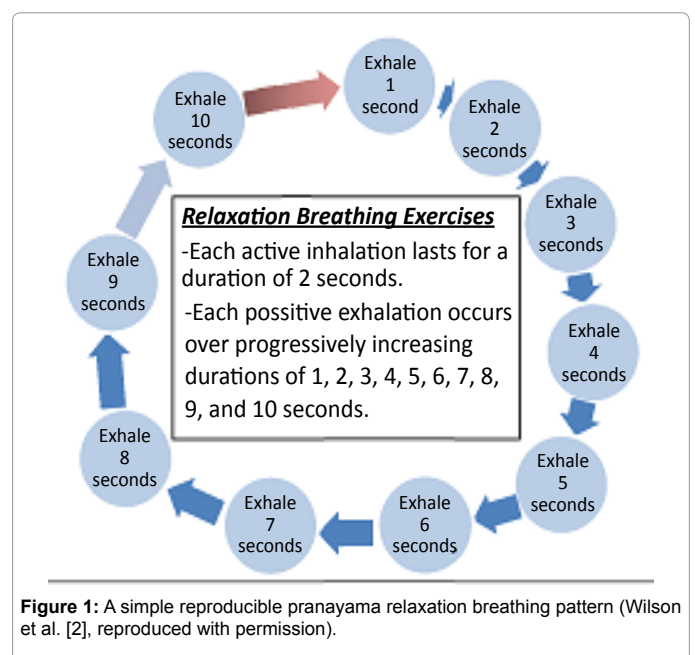 Exhale
1
second
Exhale
2
seconds
Exhale
3
seconds
Exhale
4
seconds
Exhale
5
seconds
Exhale
6
seconds
Exhale
7
seconds
Exhale
8
seconds
Exhale
9
seconds
Exhale
10
seconds
Relaxation Breathing Exercises
-Each active inhalation lasts for a
duration of 2 seconds.
-Each possitive exhalation occurs
over progressively increasing
durations of 1, 2, 3, 4, 5, 6, 7, 8,
9, and 10 seconds.
Figure 1: A simple reproducible pranayama relaxation breathing pattern (Wilson
et al. [2], reproduced with permission).